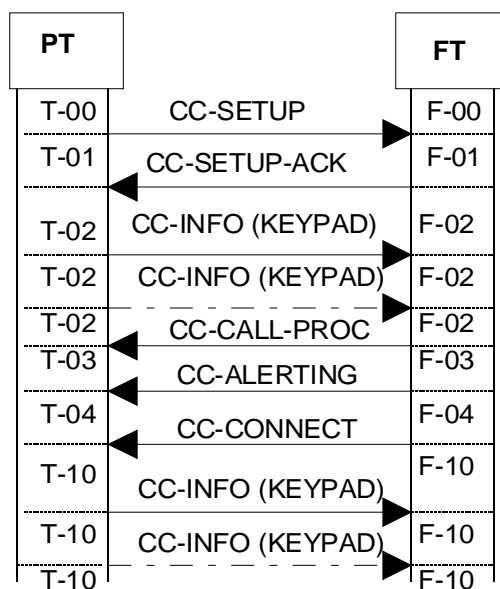 PT FT
T-00 CC-SETUP F-00
T-01 CC-SETUP-ACK F-01
T-02 CC-INFO (KEYPAD) F-02
T-02 CC-INFO (KEYPAD) F-02
T-02 CC-CALL-PROC F-02
T-03 CC-ALERTING F-03
T-04 CC-CONNECT F-04
T-10 CC-INFO (KEYPAD) F-10
T-10 CC-INFO (KEYPAD) F-10
T-10 F-10